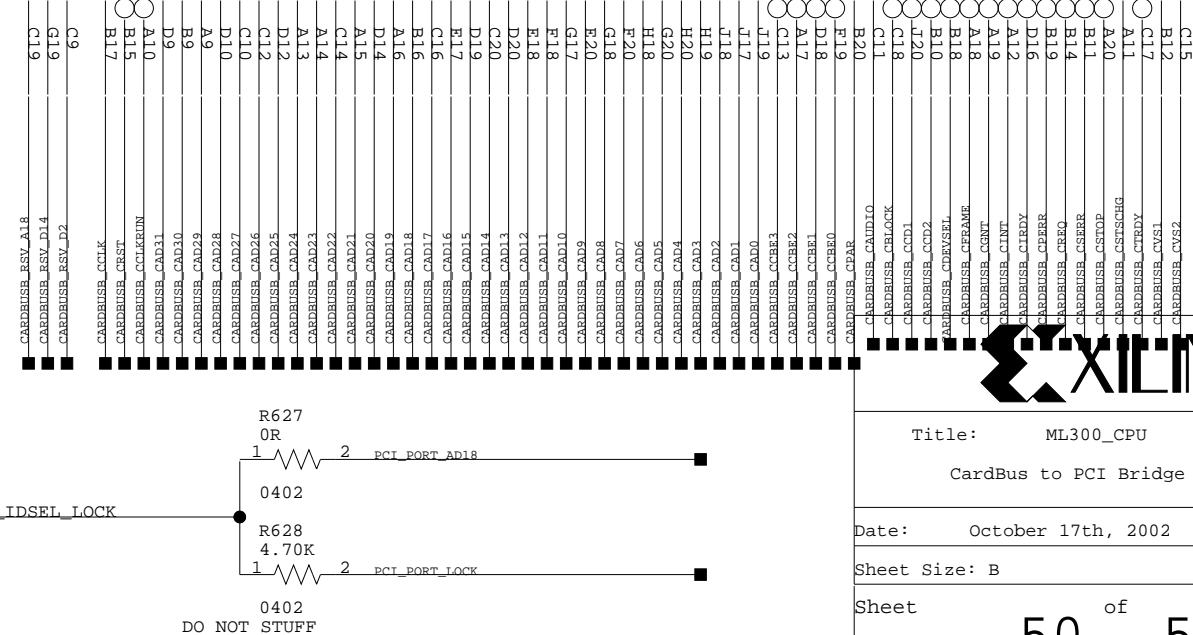 C19
G19
C9
B17
B15
A10
D9
B9
A9
D10
C10
C12
D12
A13
A14
C14
A15
D14
A16
B16
C16
E17
D19
C20
D20
E18
F18
G17
E20
G18
F20
H18
G20
H20
H19
J18
J17
J19
C13
A17
D18
F19
B20
C11
C18
J20
B10
B18
A18
A19
A12
D16
B19
B14
B11
A20
A11
C17
B12
C15
CARDBUSB_RSV_A18
CARDBUSB_RSV_D14
CARDBUSB_RSV_D2
CARDBUSB_CCLK
CARDBUSB_CRST
CARDBUSB_CCLKRUN
CARDBUSB_CAD31
CARDBUSB_CAD30
CARDBUSB_CAD29
CARDBUSB_CAD28
CARDBUSB_CAD27
CARDBUSB_CAD26
CARDBUSB_CAD25
CARDBUSB_CAD24
CARDBUSB_CAD23
CARDBUSB_CAD22
CARDBUSB_CAD21
CARDBUSB_CAD20
CARDBUSB_CAD19
CARDBUSB_CAD18
CARDBUSB_CAD17
CARDBUSB_CAD16
CARDBUSB_CAD15
CARDBUSB_CAD14
CARDBUSB_CAD13
CARDBUSB_CAD12
CARDBUSB_CAD11
CARDBUSB_CAD10
CARDBUSB_CAD9
CARDBUSB_CAD8
CARDBUSB_CAD7
CARDBUSB_CAD6
CARDBUSB_CAD5
CARDBUSB_CAD4
CARDBUSB_CAD3
CARDBUSB_CAD2
CARDBUSB_CAD1
CARDBUSB_CAD0
CARDBUSB_CCBE3
CARDBUSB_CCBE2
CARDBUSB_CCBE1
CARDBUSB_CCBE0
CARDBUSB_CPAR
CARDBUSB_CAUDIO
CARDBUSB_CBLOCK
CARDBUSB_CCD1
CARDBUSB_CCD2
CARDBUSB_CDEVSEL
CARDBUSB_CFRAME
CARDBUSB_CGNT
CARDBUSB_CINT
CARDBUSB_CIRDY
CARDBUSB_CPERR
CARDBUSB_CREQ
CARDBUSB_CSERR
CARDBUSB_CSTOP
CARDBUSB_CSTSCHG
CARDBUSB_CTRDY
CARDBUSB_CVS1
CARDBUSB_CVS2
XILI
R627
0R
1 2 PCI_PORT_AD18
0402
_IDSEL_LOCK
R628
4.70K
1 2 PCI_PORT_LOCK
0402
DO NOT STUFF
Title: ML300_CPU
CardBus to PCI Bridge
Date: October 17th, 2002
Sheet Size: B
Sheet of
50 5